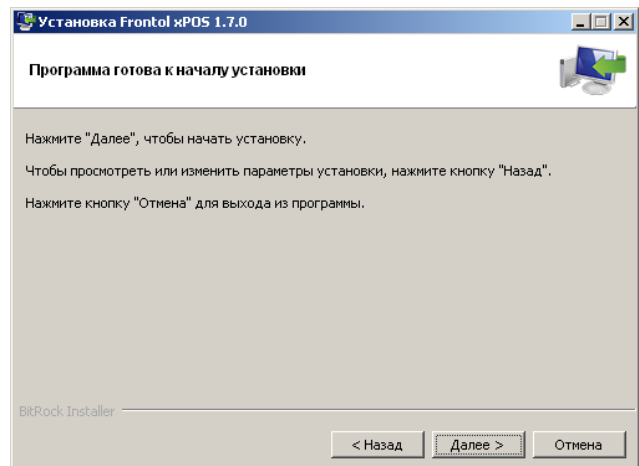 Установка Frontol xPOS 1.7.0
Программа готова к началу установки
Нажмите "Далее", чтобы начать установку.
Чтобы просмотреть или изменить параметры установки, нажмите кнопку "Назад".
Нажмите кнопку "Отмена" для выхода из программы.
BitRock Installer
< Назад Далее > Отмена